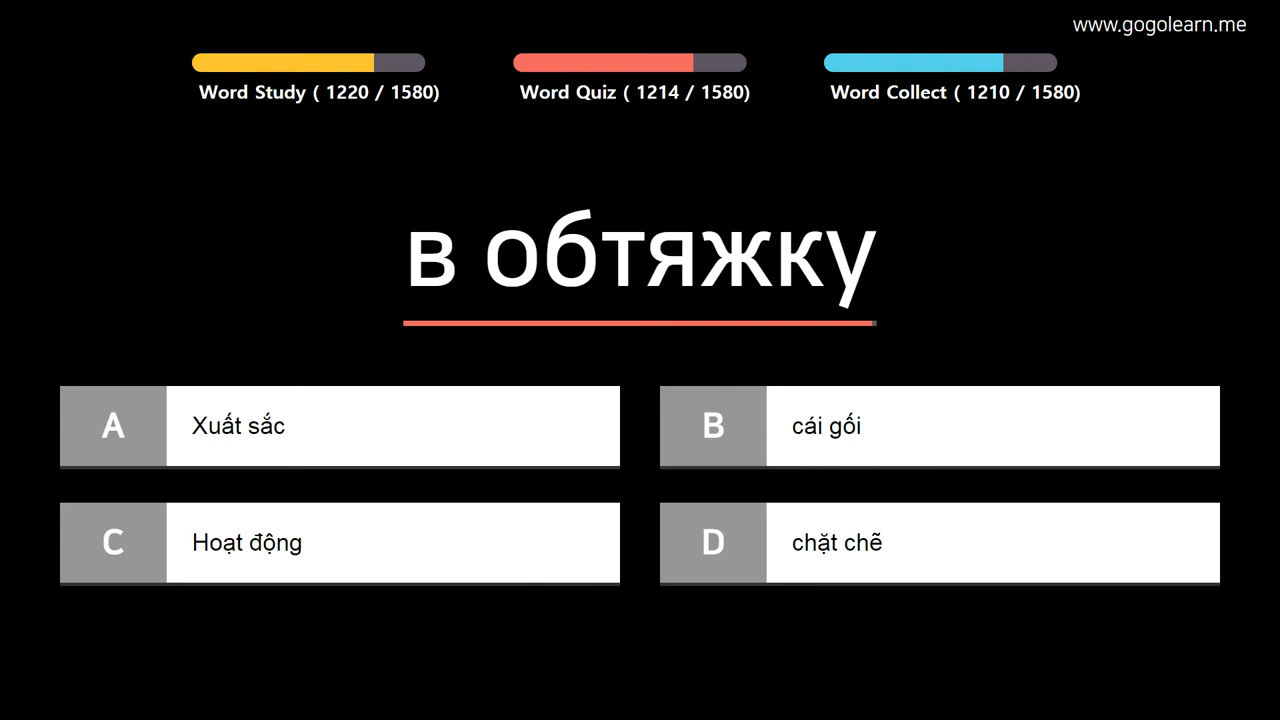 www.gogolearn.me
Word Study ( 1220 / 1580)
Word Quiz ( 1214 / 1580)
Word Collect ( 1210 / 1580)
в обтяжку
A Xuất sắc
B cái gối
C Hoạt động
D chặt chẽ